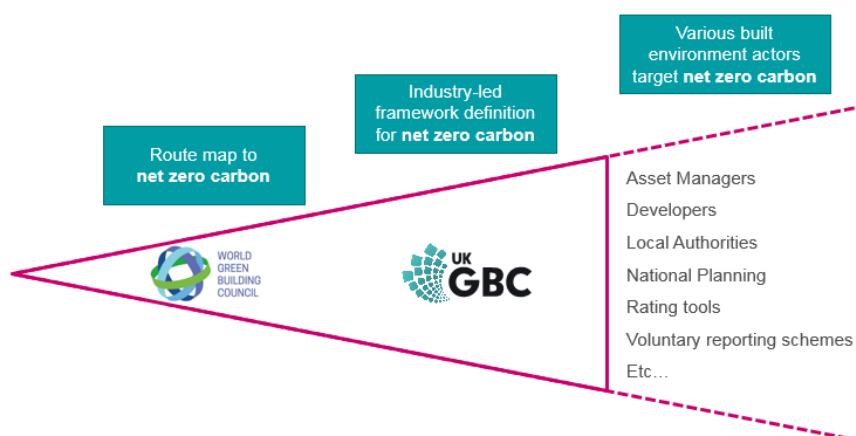 Various built
environment actors
target net zero carbon
Industry-led
framework definition
for net zero carbon
Route map to
net zero carbon
WORLD
GREEN
BUILDING
COUNCIL
UK
GBC
Asset Managers
Developers
Local Authorities
National Planning
Rating tools
Voluntary reporting schemes
Etc...